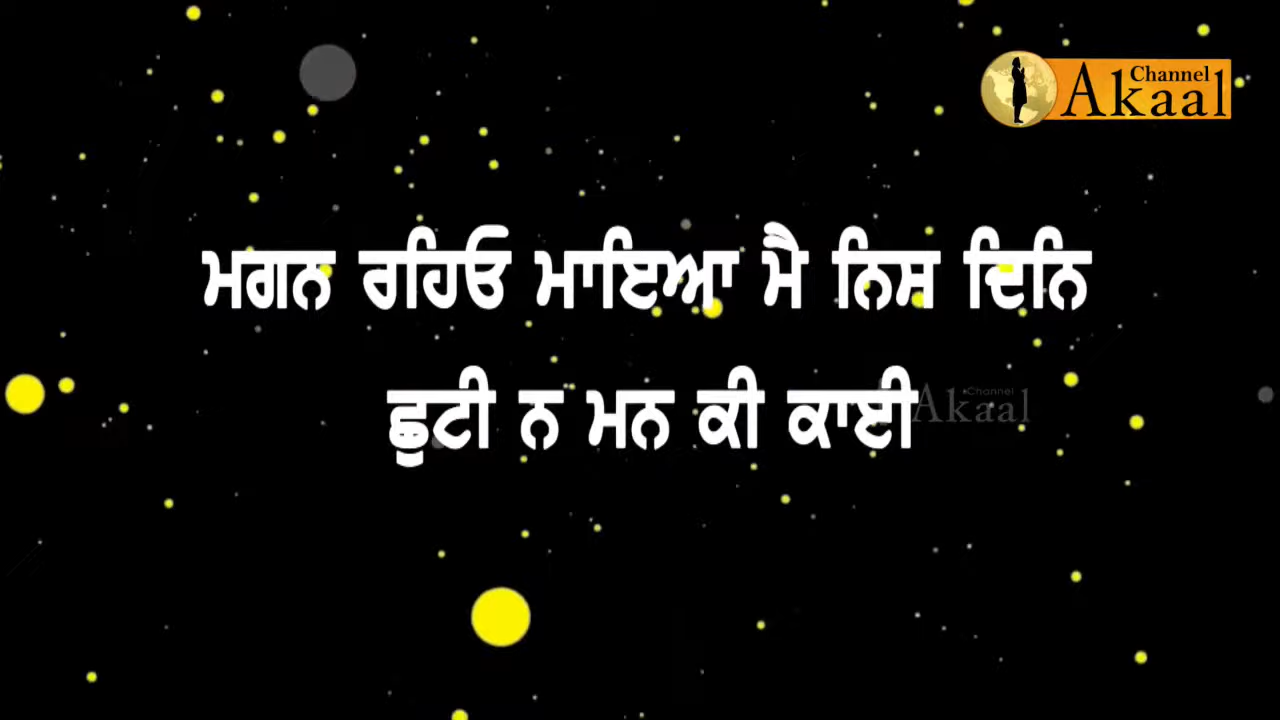 Channel
Akaal
ਮਗਨ ਰਹਿਓ ਮਾਇਆ ਮੈ ਨਿਸ ਦਿਨਿ
ਛੁਟੀ ਨ ਮਨ ਕੀ ਕਾਈ
Channel
Akaal